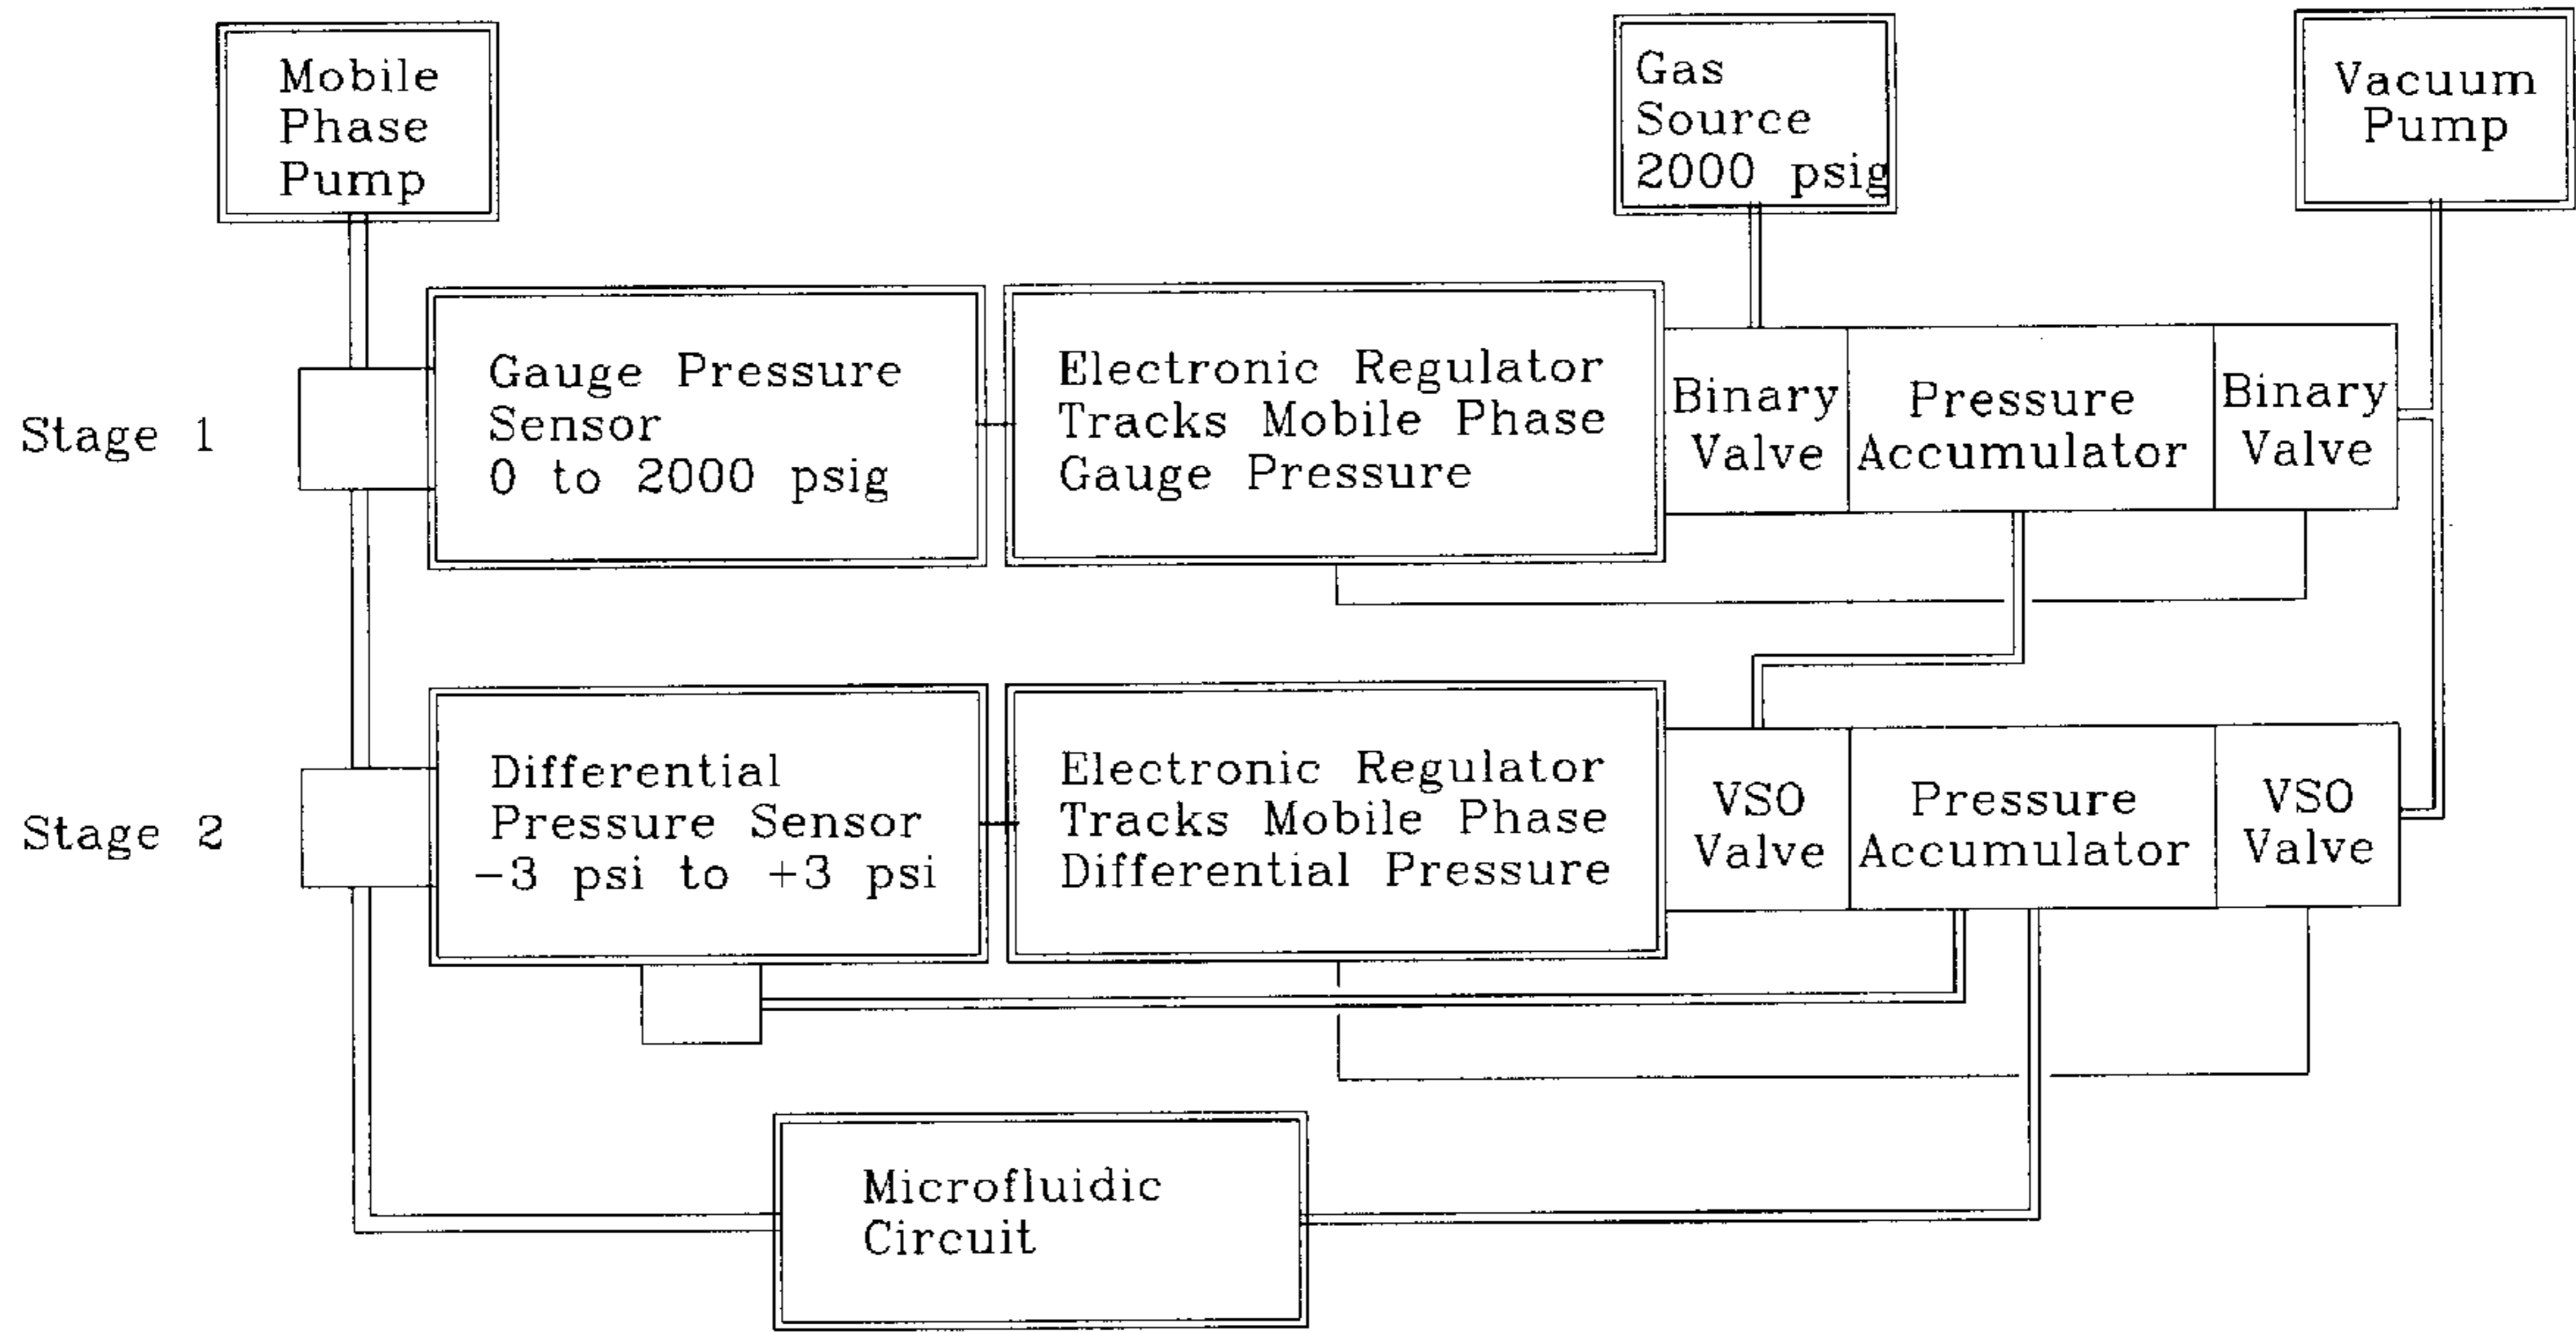 Mobile
Phase
Pump
Gas
Source
2000 psig
Vacuum
Pump
Stage 1
Gauge Pressure
Sensor
0 to 2000 psig
Electronic Regulator
Tracks Mobile Phase
Gauge Pressure
Binary
Valve
Pressure
Accumulator
Binary
Valve
Stage 2
Differential
Pressure Sensor
-3 psi to +3 psi
Electronic Regulator
Tracks Mobile Phase
Differential Pressure
VSO
Valve
Pressure
Accumulator
VSO
Valve
Microfluidic
Circuit